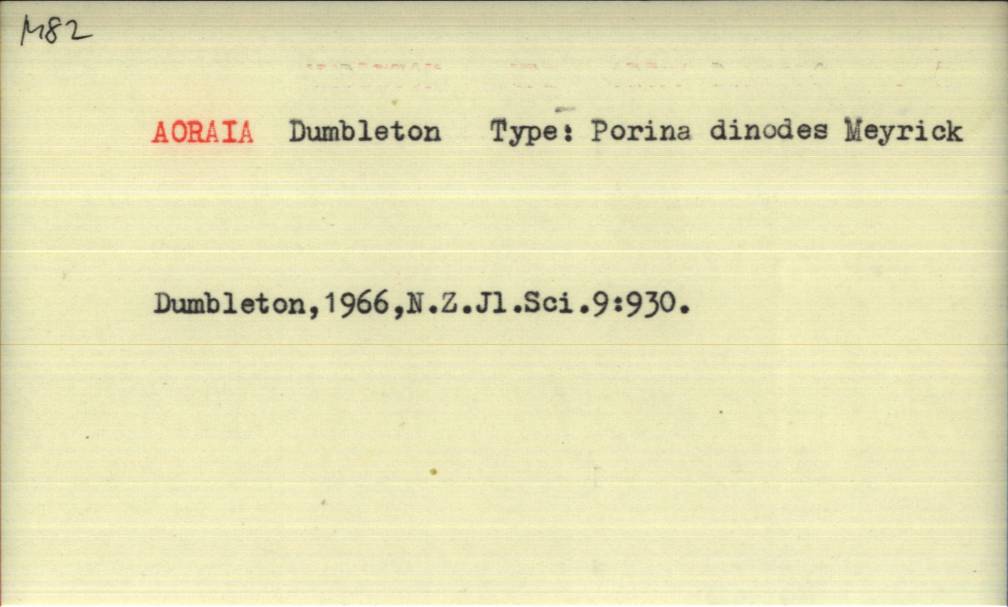 M82
AORAIA Dumbleton Type: Porina dinodes Meyrick
Dumbleton,1966,N.Z.Jl.Sci.9:930.